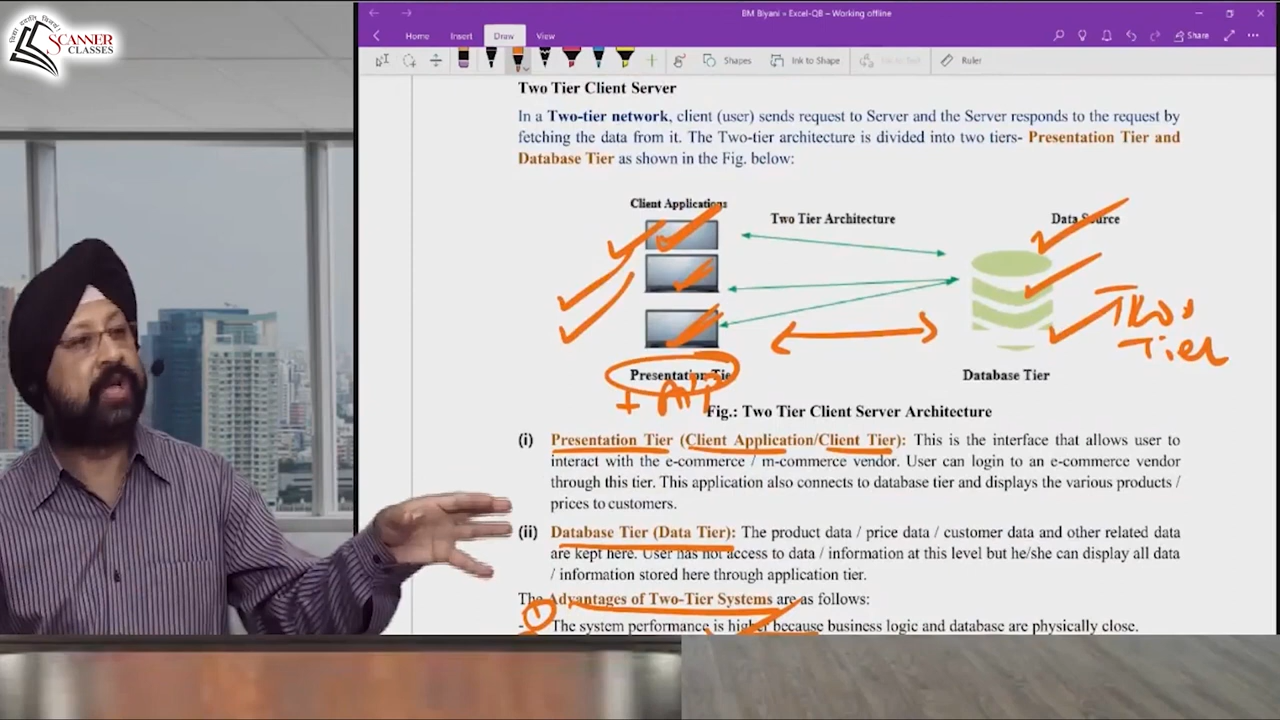 SCANNER
CLASSES
BM Biyani » Excel-QB – Working offline
Home Insert Draw View
Share
Shapes Ink to Shape Ruler
Two Tier Client Server
In a Two-tier network, client (user) sends request to Server and the Server responds to the request by
fetching the data from it. The Two-tier architecture is divided into two tiers- Presentation Tier and
Database Tier as shown in the Fig. below:
Client Applications
Two Tier Architecture
Data Source
Two
Tier
Presentation Tie
Database Tier
+ APP
Fig.: Two Tier Client Server Architecture
(i) Presentation Tier (Client Application/Client Tier): This is the interface that allows user to
interact with the e-commerce / m-commerce vendor. User can login to an e-commerce vendor
through this tier. This application also connects to database tier and displays the various products /
prices to customers.
(ii) Database Tier (Data Tier): The product data / price data / customer data and other related data
are kept here. User has not access to data / information at this level but he/she can display all data
/ information stored here through application tier.
The Advantages of Two-Tier Systems are as follows:
1
- The system performance is higher because business logic and database are physically close.